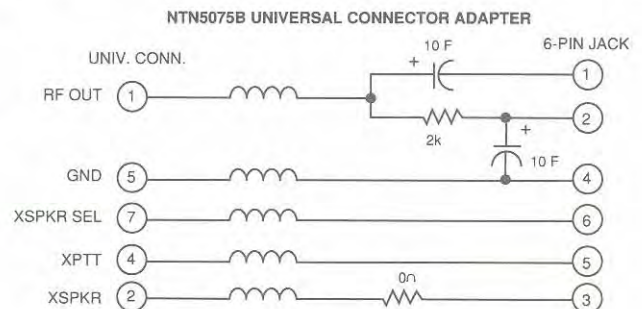 NTN5075B UNIVERSAL CONNECTOR ADAPTER
UNIV. CONN.
10 F
6-PIN JACK
+
1
RF OUT
1
2
2k
+
10 F
GND
5
4
XSPKR SEL
7
6
XPTT
4
5
0∩
XSPKR
2
3